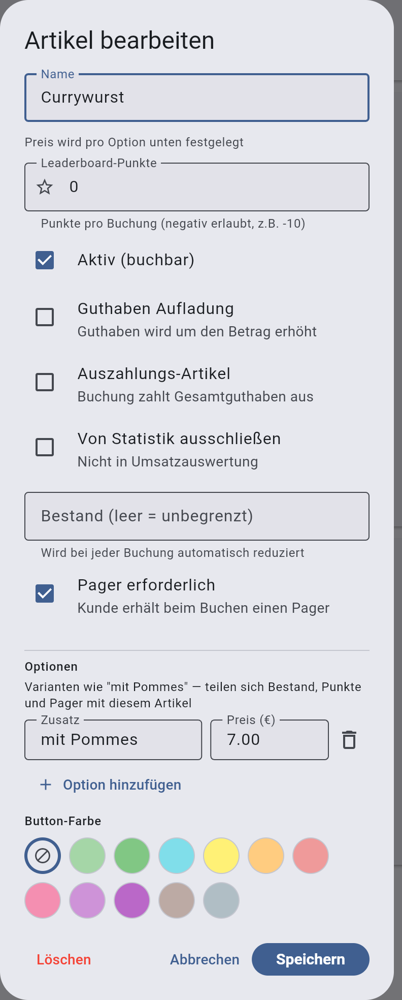 Artikel bearbeiten
Name
Currywurst
Preis wird pro Option unten festgelegt
Leaderboard-Punkte
0
Punkte pro Buchung (negativ erlaubt, z.B. -10)
Aktiv (buchbar)
Guthaben Aufladung
Guthaben wird um den Betrag erhöht
Auszahlungs-Artikel
Buchung zahlt Gesamtguthaben aus
Von Statistik ausschließen
Nicht in Umsatzauswertung
Bestand (leer = unbegrenzt)
Wird bei jeder Buchung automatisch reduziert
Pager erforderlich
Kunde erhält beim Buchen einen Pager
Optionen
Varianten wie "mit Pommes" — teilen sich Bestand, Punkte
und Pager mit diesem Artikel
Zusatz
mit Pommes
Preis (€)
7.00
Option hinzufügen
Button-Farbe
Löschen
Abbrechen
Speichern